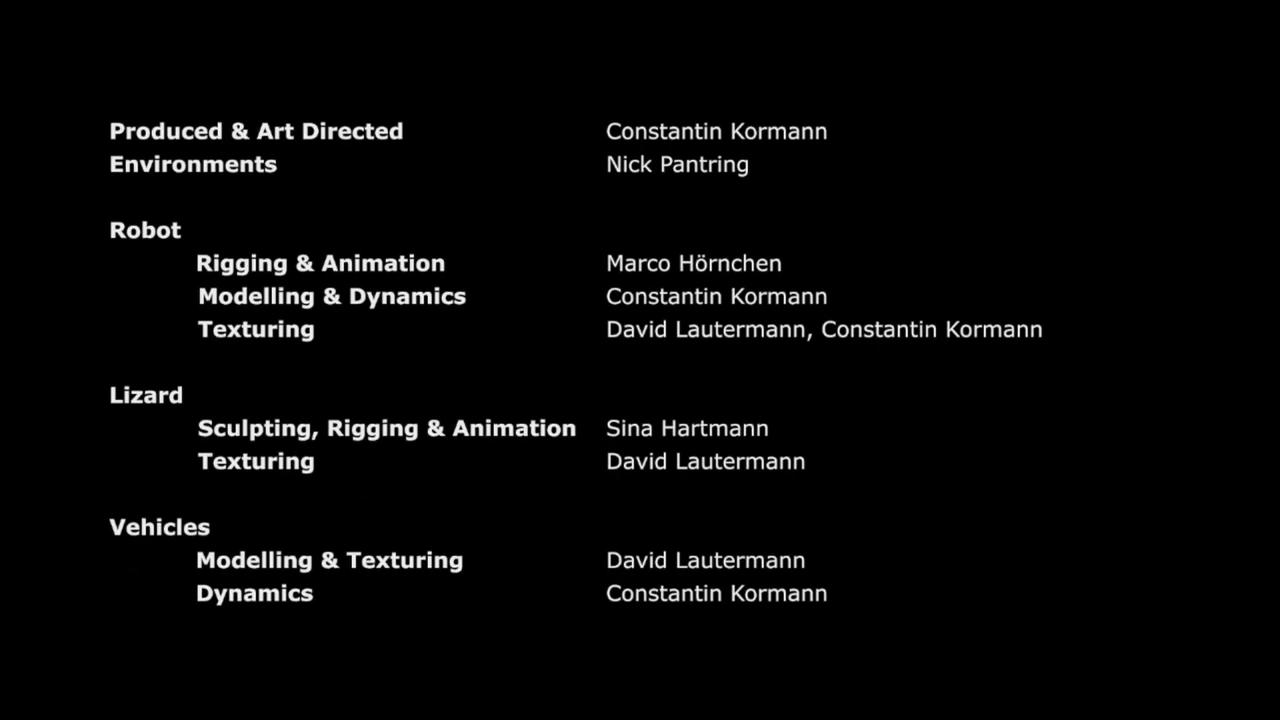 Produced & Art Directed Constantin Kormann
Environments Nick Pantring
Robot
Rigging & Animation Marco Hörnchen
Modelling & Dynamics Constantin Kormann
Texturing David Lautermann, Constantin Kormann
Lizard
Sculpting, Rigging & Animation Sina Hartmann
Texturing David Lautermann
Vehicles
Modelling & Texturing David Lautermann
Dynamics Constantin Kormann